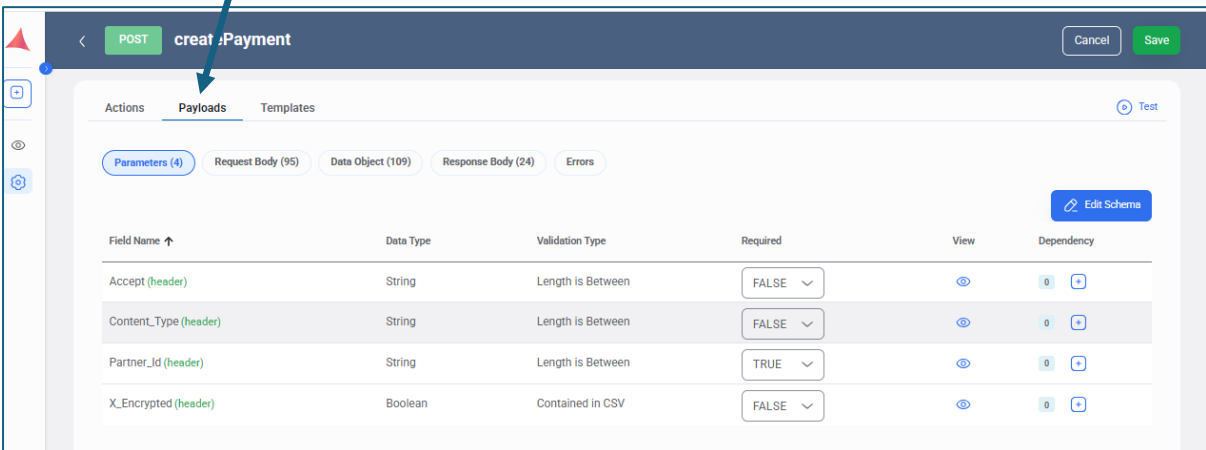 POST createPayment Cancel Save
Actions Payloads Templates Test
Parameters (4) Request Body (95) Data Object (109) Response Body (24) Errors
Edit Schema
Field Name Data Type Validation Type Required View Dependency
Accept (header) String Length is Between FALSE 0
Content_Type (header) String Length is Between FALSE 0
Partner_Id (header) String Length is Between TRUE 0
X_Encrypted (header) Boolean Contained in CSV FALSE 0